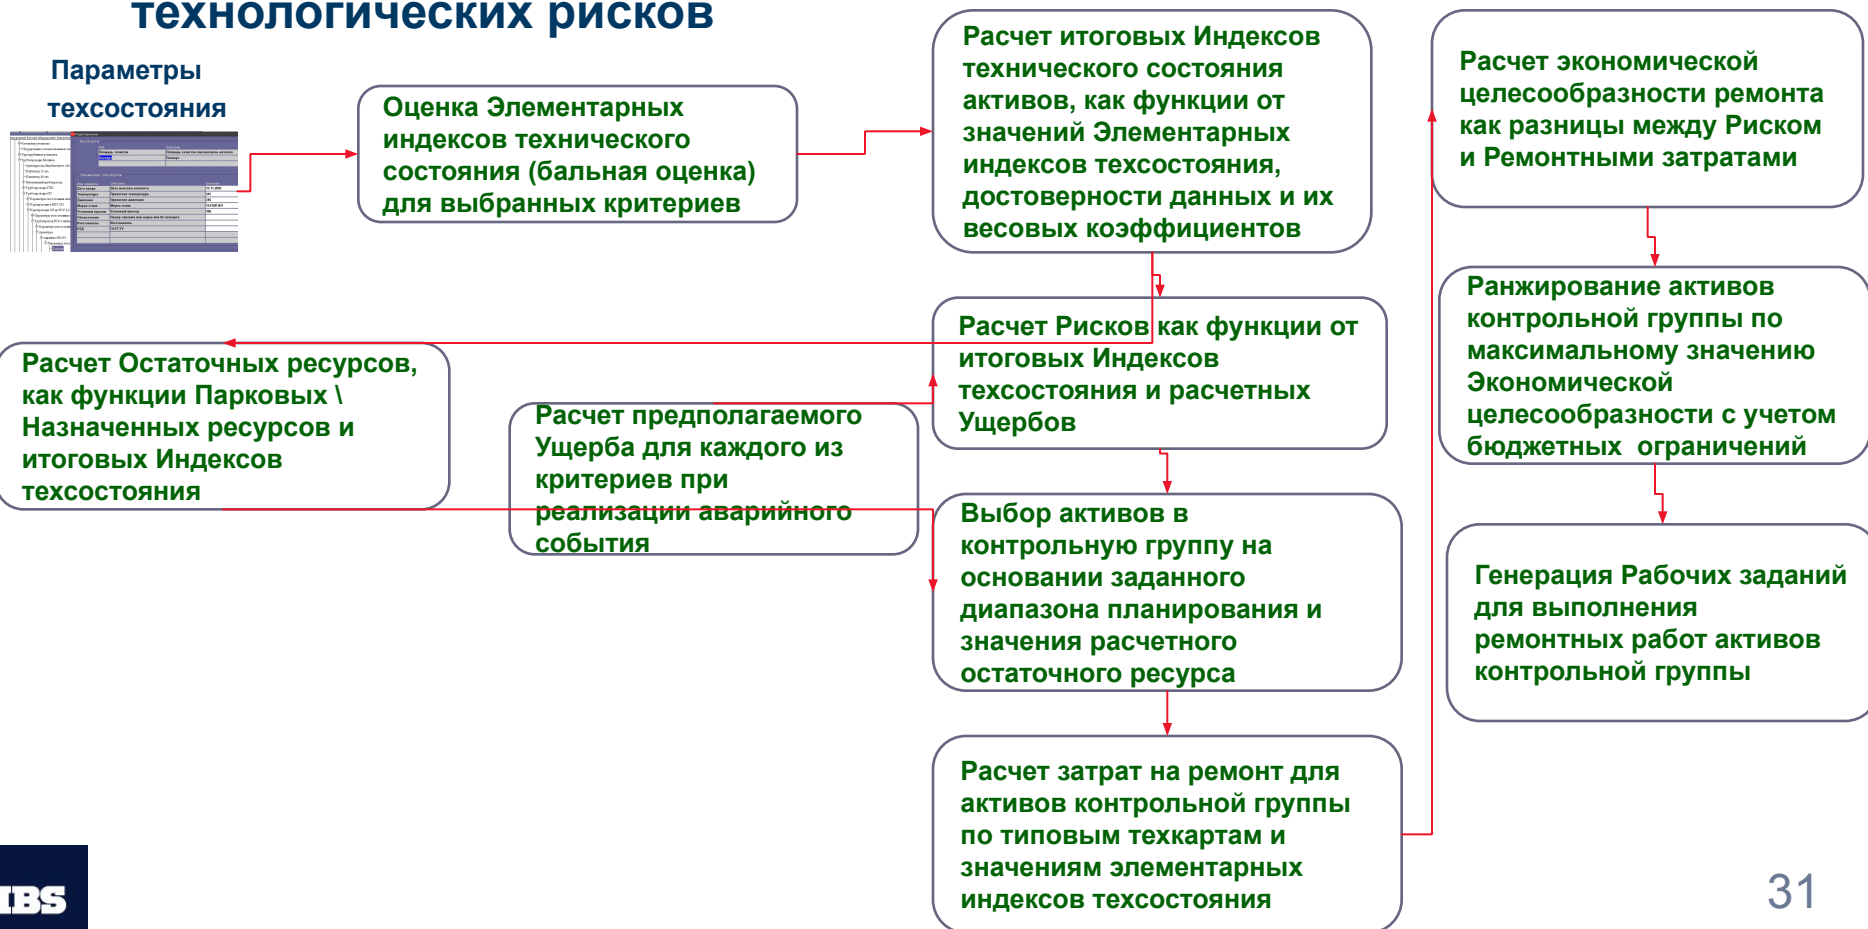 технологических рисков
Параметры
техсостояния
Оценка Элементарных
индексов технического
состояния (бальная оценка)
для выбранных критериев
Расчет итоговых Индексов
технического состояния
активов, как функции от
значений Элементарных
индексов техсостояния,
достоверности данных и их
весовых коэффициентов
Расчет Рисков как функции от
итоговых Индексов
техсостояния и расчетных
Ущербов
Расчет Остаточных ресурсов,
как функции Парковых \
Назначенных ресурсов и
итоговых Индексов
техсостояния
Расчет предполагаемого
Ущерба для каждого из
критериев при
реализации аварийного
события
Выбор активов в
контрольную группу на
основании заданного
диапазона планирования и
значения расчетного
остаточного ресурса
Расчет затрат на ремонт для
активов контрольной группы
по типовым техкартам и
значениям элементарных
индексов техсостояния
Расчет экономической
целесообразности ремонта
как разницы между Риском
и Ремонтными затратами
Ранжирование активов
контрольной группы по
максимальному значению
Экономической
целесообразности с учетом
бюджетных ограничений
Генерация Рабочих заданий
для выполнения
ремонтных работ активов
контрольной группы
IBS
31